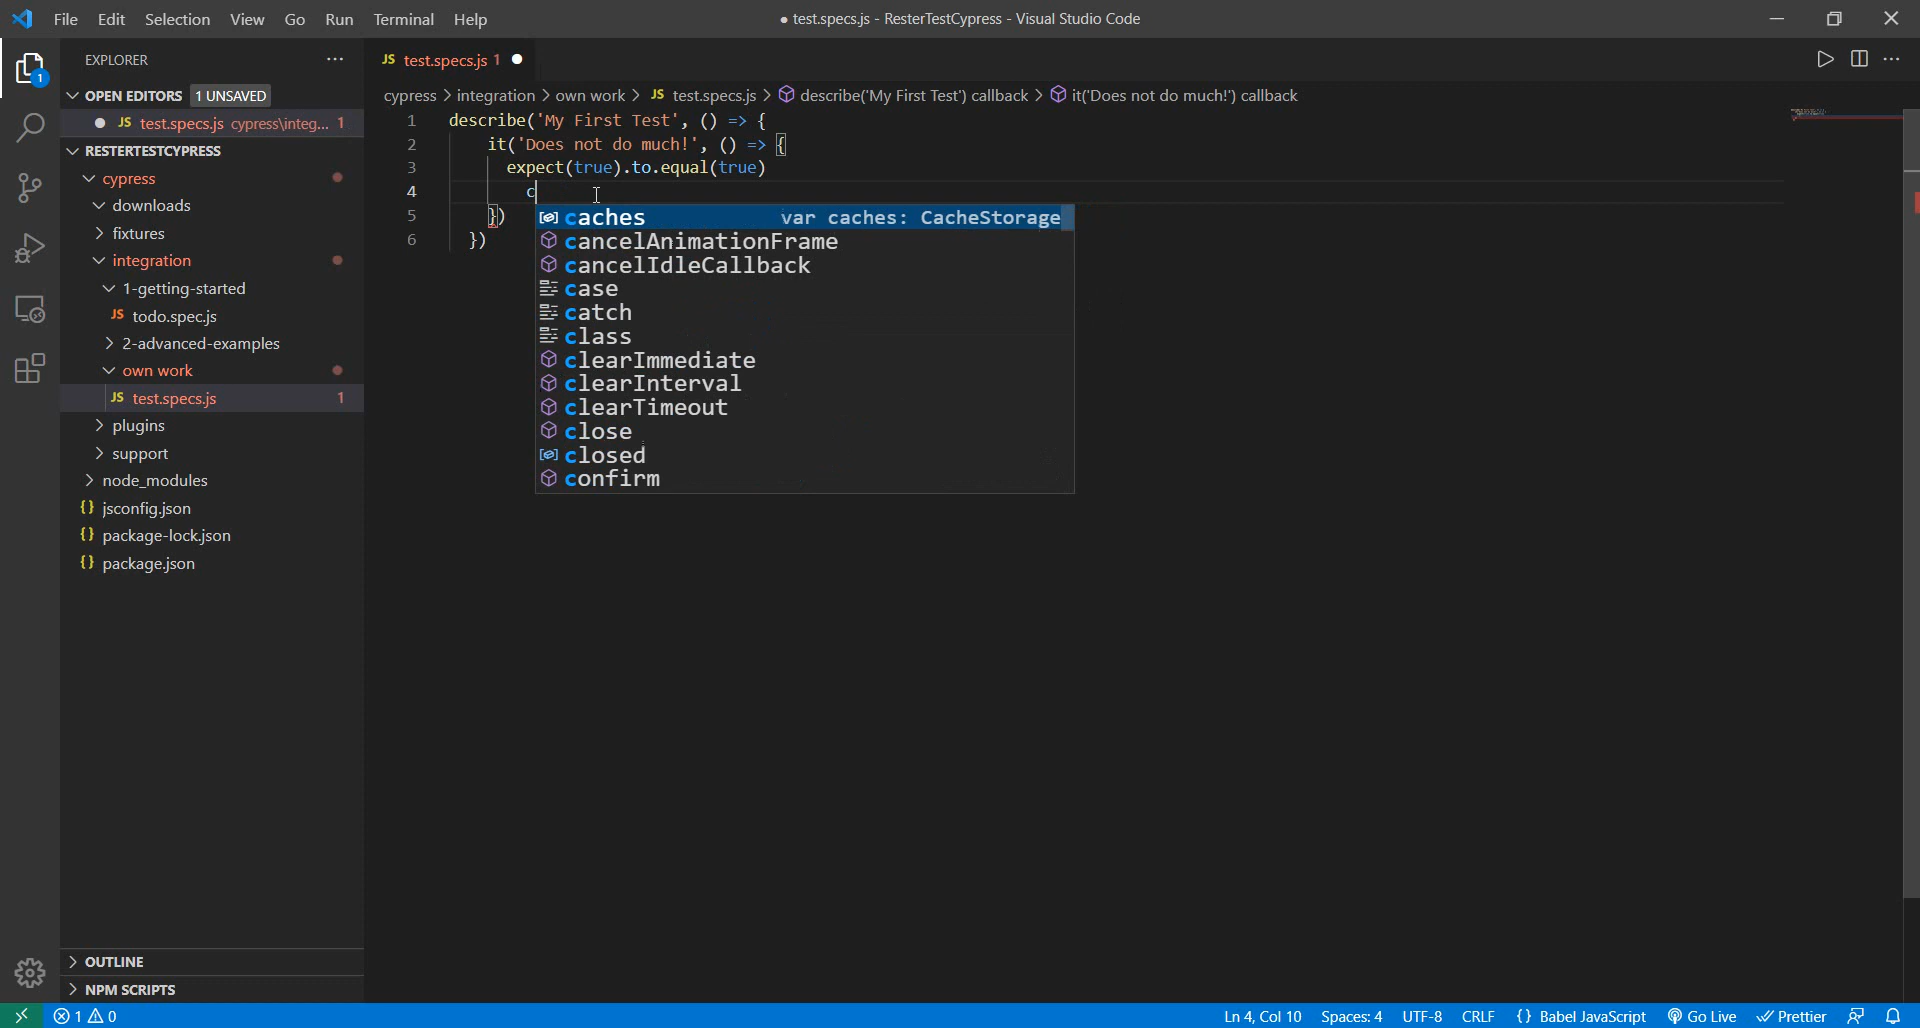 File Edit Selection View Go Run Terminal Help
● test.specs.js - ResterTestCypress - Visual Studio Code
EXPLORER
JS test.specs.js 1
1
OPEN EDITORS 1 UNSAVED
cypress > integration > own work > JS test.specs.js > describe('My First Test') callback > it('Does not do much!') callback
JS test.specs.js cypress\integ... 1
RESTERTESTCYPRESS
cypress
downloads
fixtures
integration
1-getting-started
JS todo.spec.js
2-advanced-examples
own work
JS test.specs.js 1
plugins
support
node_modules
{} jsconfig.json
{} package-lock.json
{} package.json
OUTLINE
NPM SCRIPTS
1 describe('My First Test', () => {
2 it('Does not do much!', () => {
3 expect(true).to.equal(true)
4 c
5 })
6 })
caches var caches: CacheStorage
cancelAnimationFrame
cancelIdleCallback
case
catch
class
clearImmediate
clearInterval
clearTimeout
close
closed
confirm
1 0
Ln 4, Col 10 Spaces: 4 UTF-8 CRLF {} Babel JavaScript Go Live Prettier